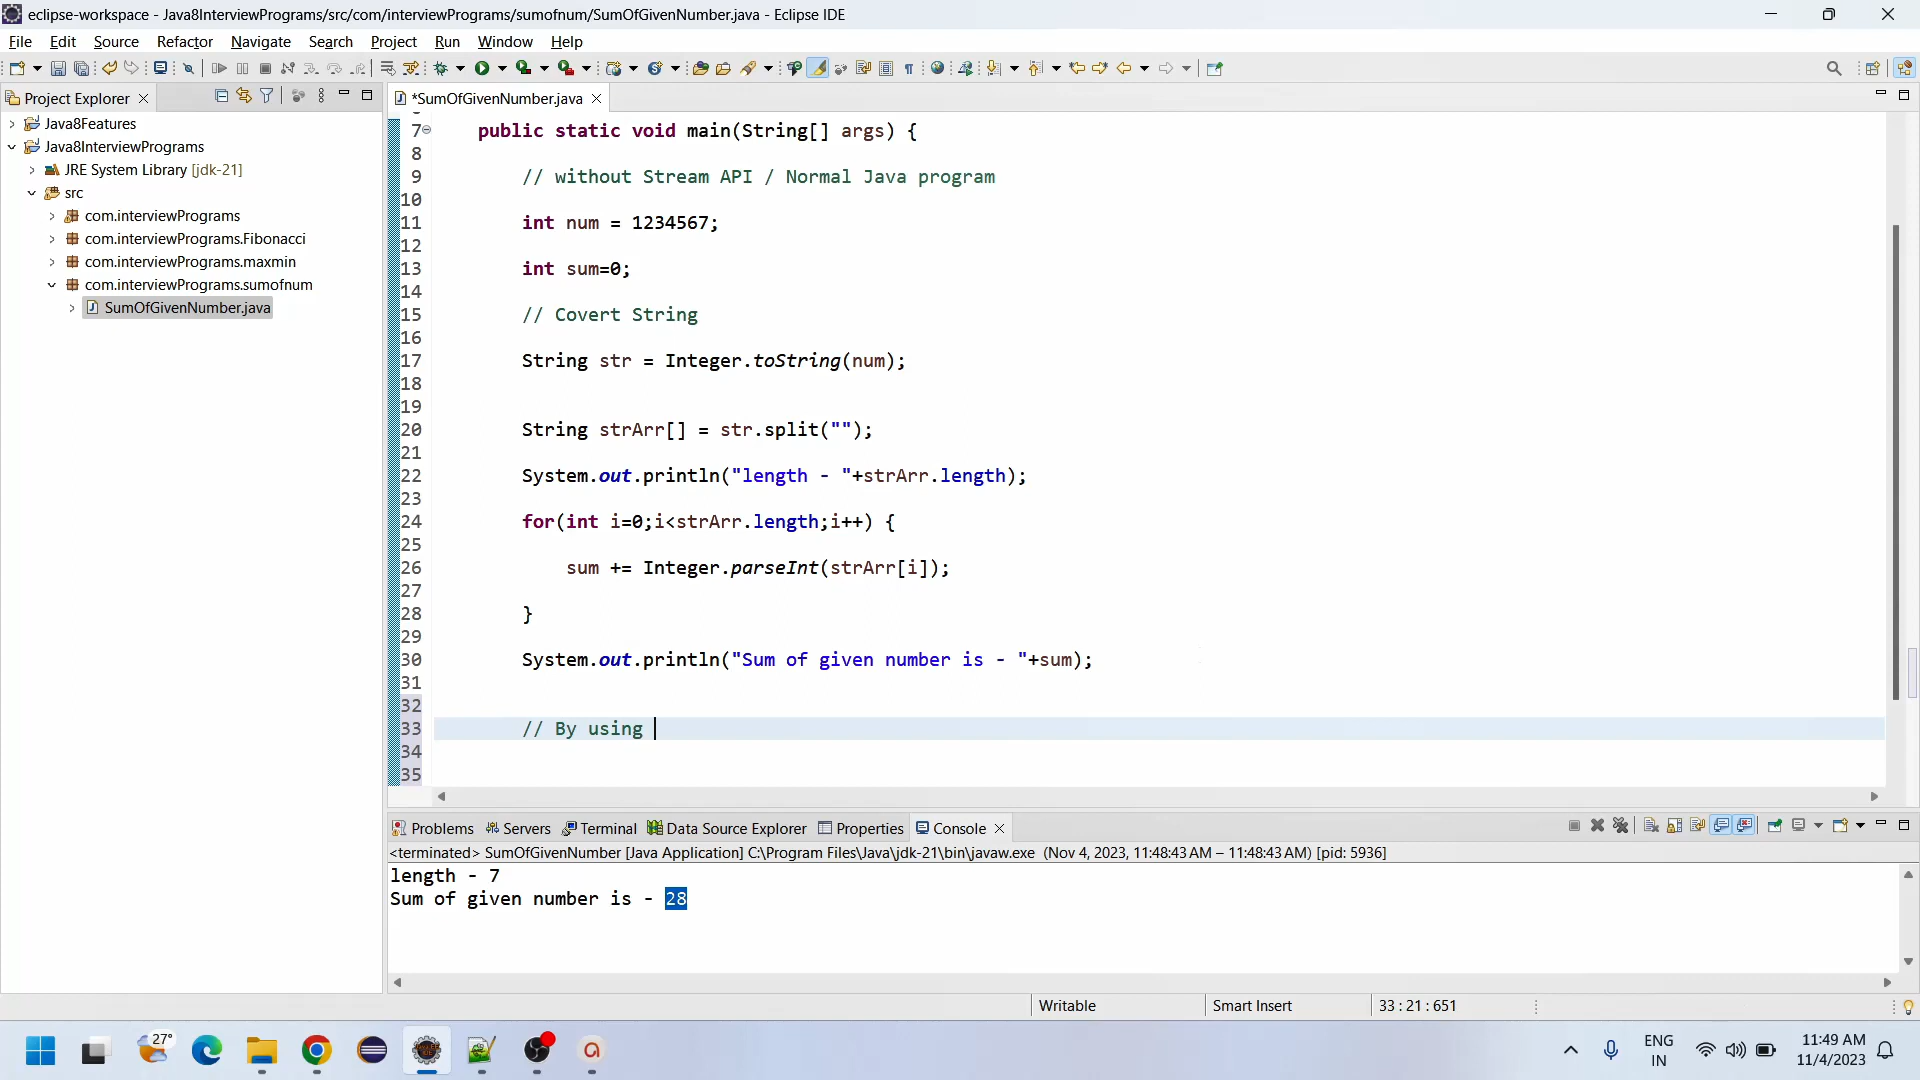 eclipse-workspace - Java8InterviewPrograms/src/com/interviewPrograms/sumofnum/SumOfGivenNumber.java - Eclipse IDE
File Edit Source Refactor Navigate Search Project Run Window Help
Project Explorer
*SumOfGivenNumber.java
Java8Features
Java8InterviewPrograms
JRE System Library [jdk-21]
src
com.interviewPrograms
com.interviewPrograms.Fibonacci
com.interviewPrograms.maxmin
com.interviewPrograms.sumofnum
SumOfGivenNumber.java
7 public static void main(String[] args) {
8
9 // without Stream API / Normal Java program
10
11 int num = 1234567;
12
13 int sum=0;
14
15 // Covert String
16
17 String str = Integer.toString(num);
18
19
20 String strArr[] = str.split("");
21
22 System.out.println("length - "+strArr.length);
23
24 for(int i=0;i<strArr.length;i++) {
25
26 sum += Integer.parseInt(strArr[i]);
27
28 }
29
30 System.out.println("Sum of given number is - "+sum);
31
32
33 // By using
34
35
Problems Servers Terminal Data Source Explorer Properties Console
<terminated> SumOfGivenNumber [Java Application] C:\Program Files\Java\jdk-21\bin\javaw.exe (Nov 4, 2023, 11:48:43 AM – 11:48:43 AM) [pid: 5936]
length - 7
Sum of given number is - 28
Writable Smart Insert 33 : 21 : 651
27°
ENG
IN
11:49 AM
11/4/2023